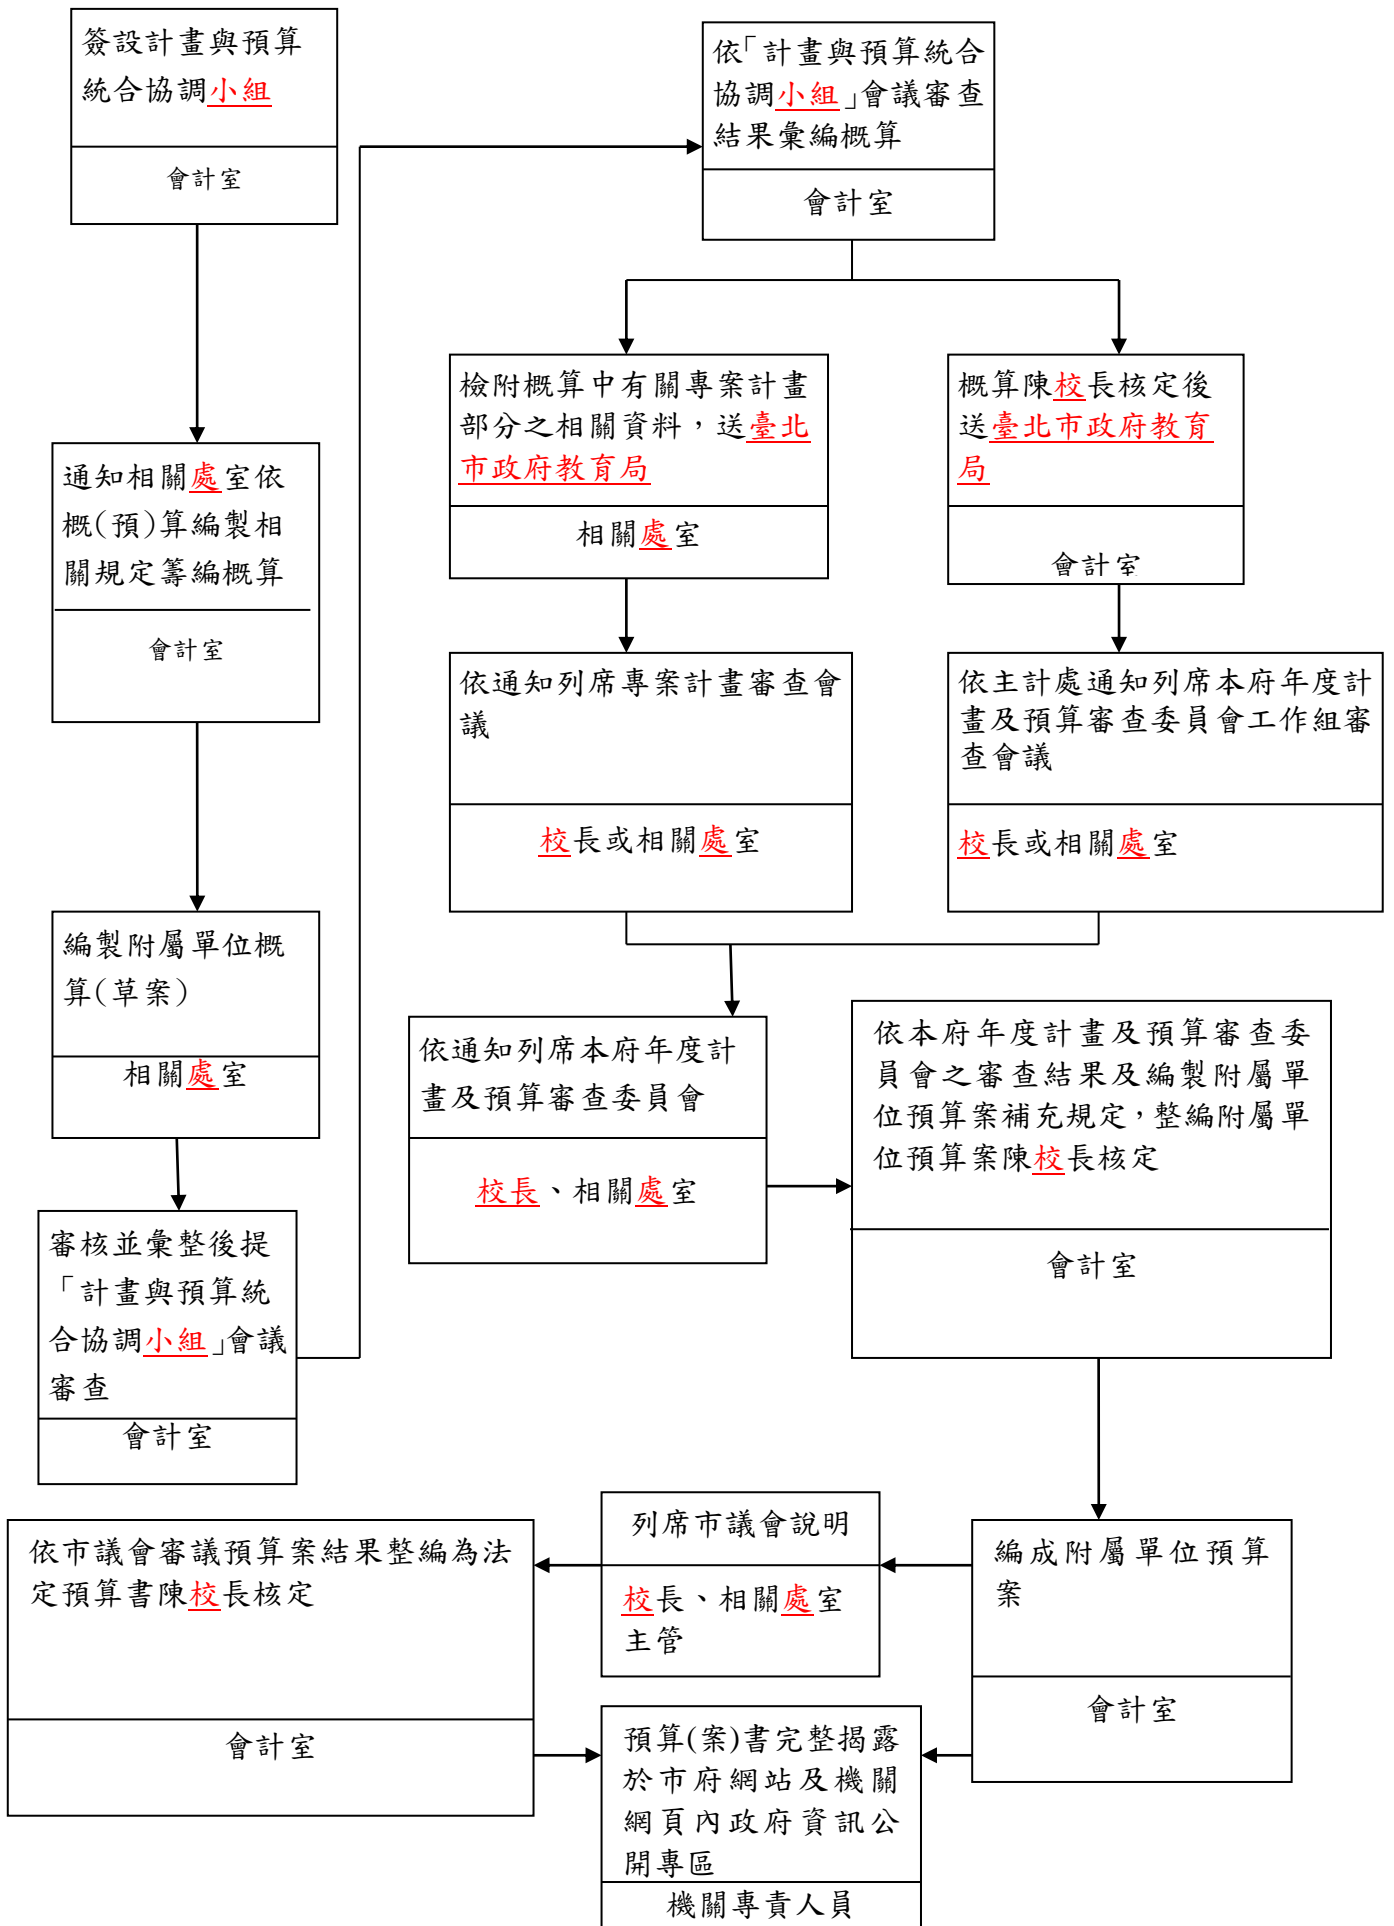 簽設計畫與預算
統合協調小組
會計室
通知相關處室依
概(預)算編製相
關規定籌編概算
會計室
編製附屬單位概
算(草案)
相關處室
審核並彙整後提
「計畫與預算統
合協調小組」會議
審查
會計室
依「計畫與預算統合
協調小組」會議審查
結果彙編概算
會計室
檢附概算中有關專案計畫
部分之相關資料，送臺北
市政府教育局
相關處室
概算陳校長核定後
送臺北市政府教育
局
會計室
依通知列席專案計畫審查會
議
校長或相關處室
依主計處通知列席本府年度計
畫及預算審查委員會工作組審
查會議
校長或相關處室
依通知列席本府年度計
畫及預算審查委員會
校長、相關處室
依本府年度計畫及預算審查委
員會之審查結果及編製附屬單
位預算案補充規定，整編附屬單
位預算案陳校長核定
會計室
編成附屬單位預算
案
會計室
列席市議會說明
校長、相關處室
主管
依市議會審議預算案結果整編為法
定預算書陳校長核定
會計室
預算(案)書完整揭露
於市府網站及機關
網頁內政府資訊公
開專區
機關專責人員